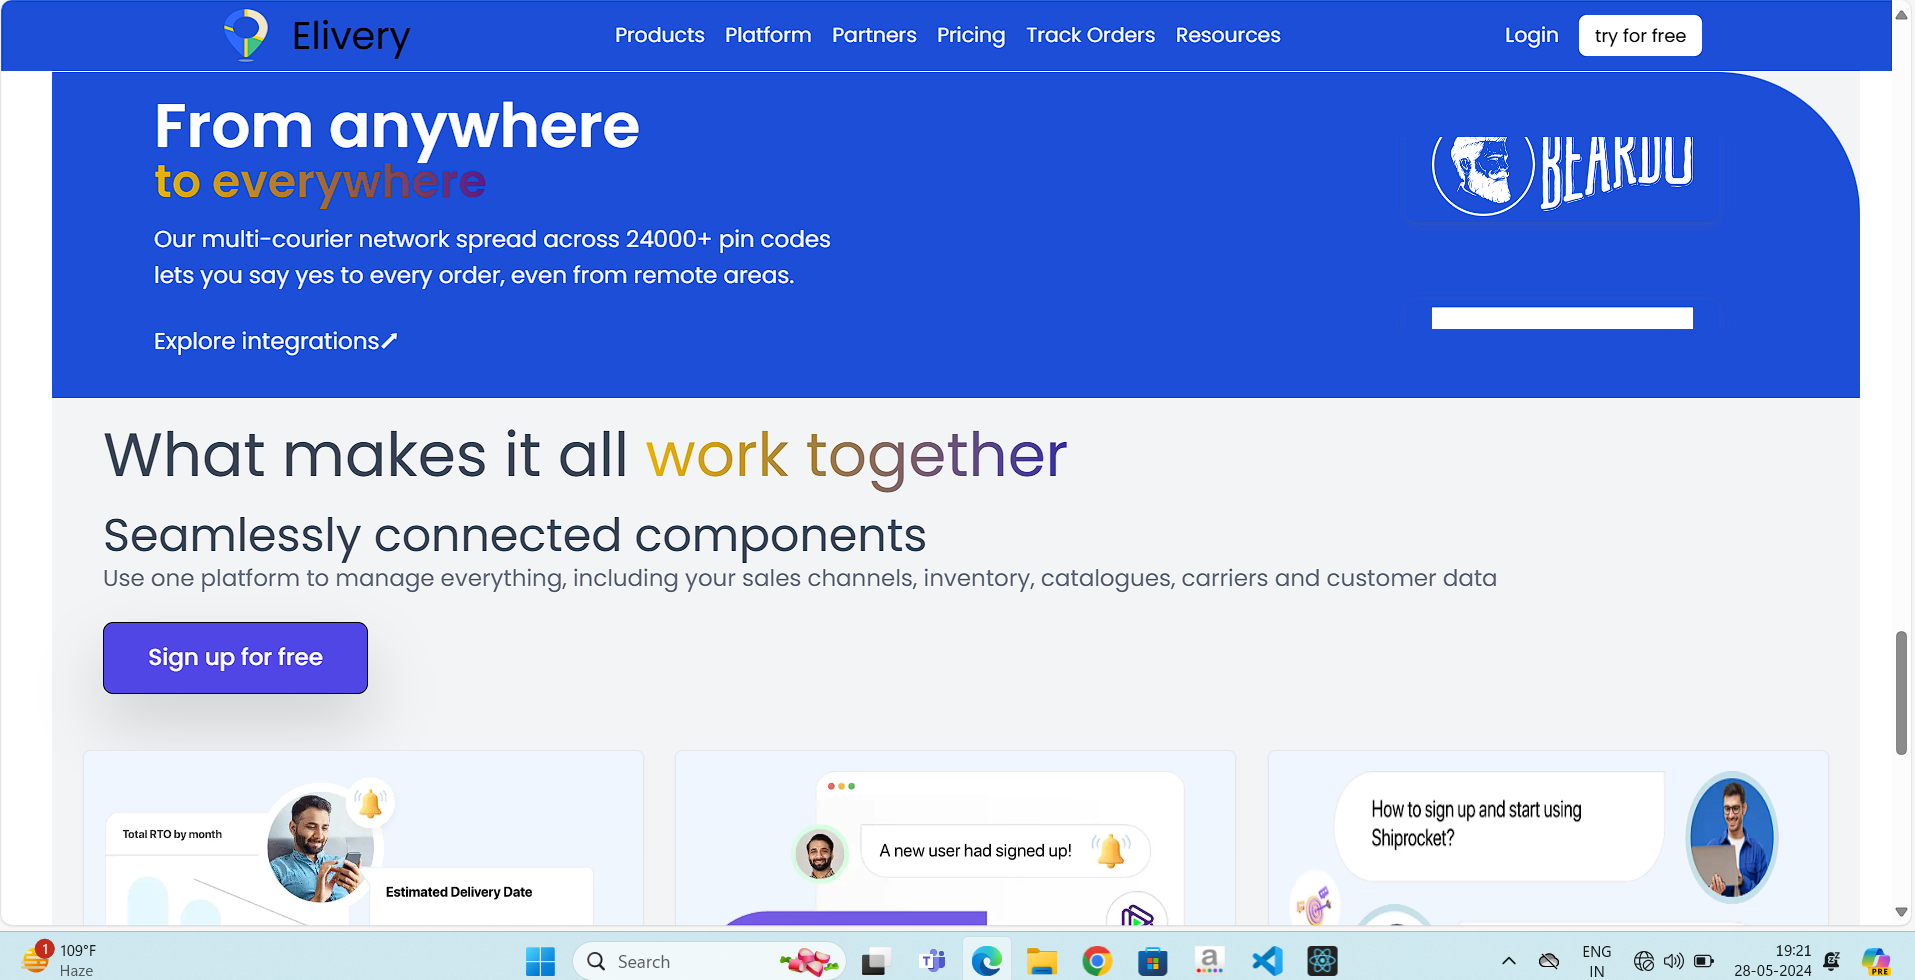 Elivery
Products Platform Partners Pricing Track Orders Resources
Login try for free
From anywhere
to everywhere
BEARDO
Our multi-courier network spread across 24000+ pin codes
lets you say yes to every order, even from remote areas.
Explore integrations
What makes it all work together
Seamlessly connected components
Use one platform to manage everything, including your sales channels, inventory, catalogues, carriers and customer data
Sign up for free
Total RTO by month
Estimated Delivery Date
A new user had signed up!
How to sign up and start using
Shiprocket?
1
109°F
Haze
Search
ENG
IN
19:21
28-05-2024
PRE